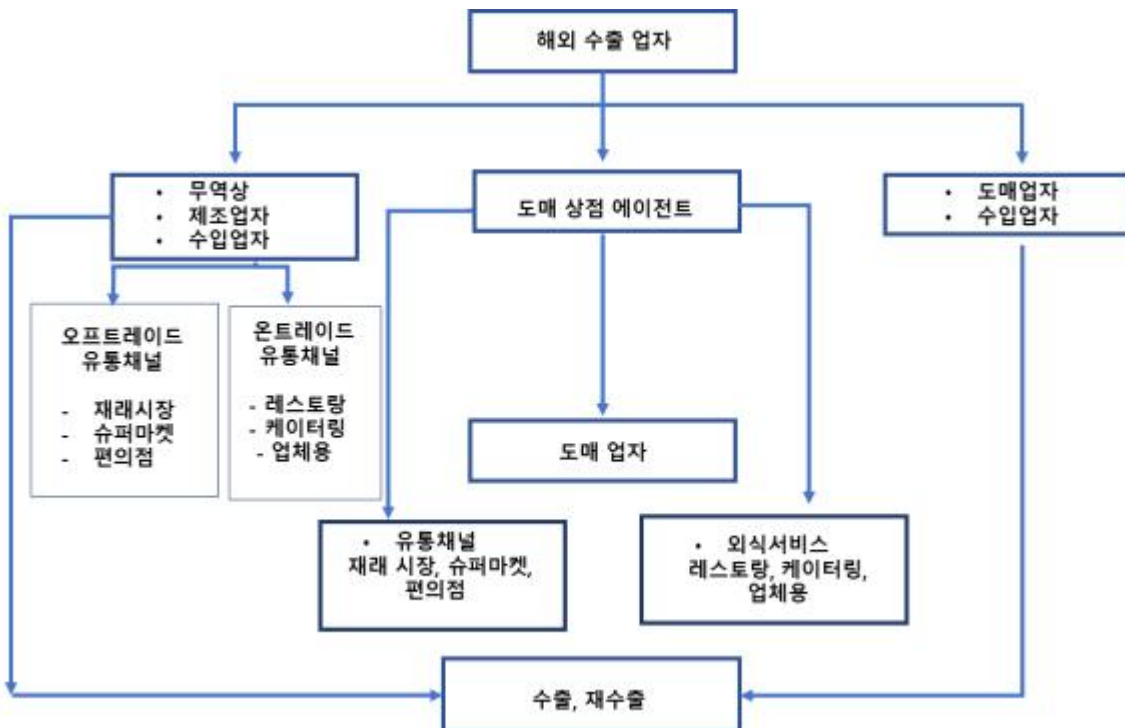 해외 수출 업자
• 무역상
• 제조업자
• 수입업자
도매 상점 에이전트
• 도매업자
• 수입업자
오프트레이드
유통채널
- 재래시장
- 슈퍼마켓
- 편의점
온트레이드
유통채널
- 레스토랑
- 케이터링
- 업체용
도매 업자
• 유통채널
재래 시장, 슈퍼마켓,
편의점
• 외식서비스
레스토랑, 케이터링,
업체용
수출, 재수출